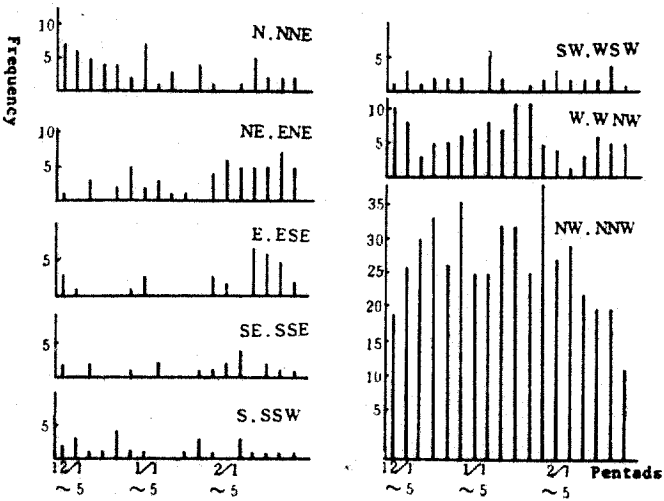 Frequency
10
5
N.NNE
10
5
NE.ENE
5
E.ESE
5
SE.SSE
5
S.SSW
12/1 1/1 2/1
~5 ~5 ~5
5
SW.WSW
10
5
W.WNW
35
30
25
20
15
10
5
NW.NNW
12/1 1/1 2/1 Pentads
~5 ~5 ~5